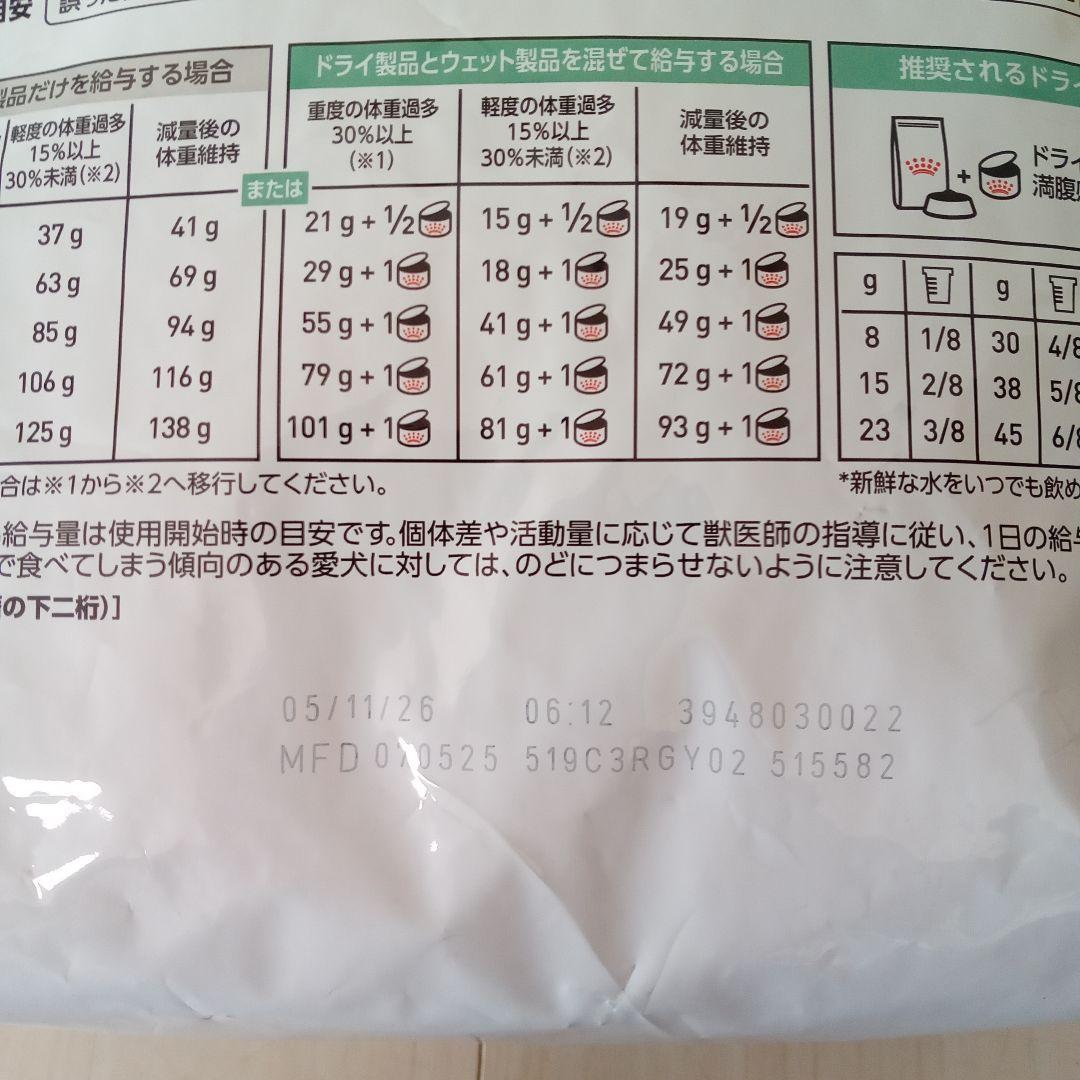 目安
製品だけを給与する場合
ドライ製品とウェット製品を混ぜて給与する場合
推奨されるドライ
軽度の体重過多
15%以上
30%未満(※2)
減量後の
体重維持
または
重度の体重過多
30%以上
(※1)
軽度の体重過多
15%以上
30%未満(※2)
減量後の
体重維持
ドライ
満腹
+
37 g 41 g 21 g + ½ 15 g + ½ 19 g + ½
63 g 69 g 29 g + 1 18 g + 1 25 g + 1
85 g 94 g 55 g + 1 41 g + 1 49 g + 1
106 g 116 g 79 g + 1 61 g + 1 72 g + 1
125 g 138 g 101 g + 1 81 g + 1 93 g + 1
g g
8 1/8 30 4/8
15 2/8 38 5/8
23 3/8 45 6/8
合は※1から※2へ移行してください。
*新鮮な水をいつでも飲め
給与量は使用開始時の目安です。個体差や活動量に応じて獣医師の指導に従い、1日の給与
で食べてしまう傾向のある愛犬に対しては、のどにつまらせないように注意してください。
の下二桁)]
05/11/26 06:12 3948030022
MFD 070525 519C3RGY02 515582